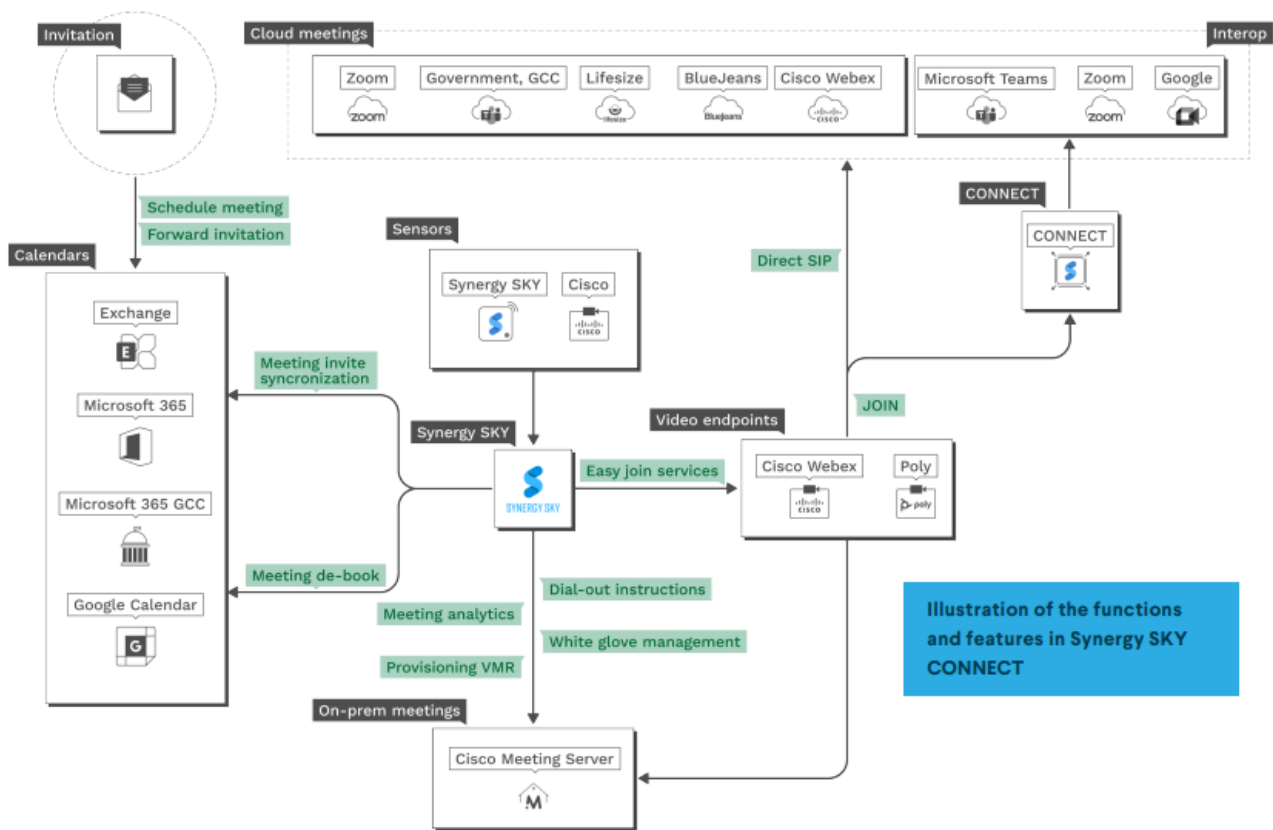 Invitation
Cloud meetings
Interop
Zoom
zoom
Government, GCC
Lifesize
lifesize
BlueJeans
BlueJeans
Cisco Webex
CISCO
Microsoft Teams
Zoom
zoom
Google
Schedule meeting
Forward invitation
Calendars
Exchange
E
Microsoft 365
Microsoft 365 GCC
Google Calendar
G
Sensors
Synergy SKY
Cisco
CISCO
Meeting invite
syncronization
Meeting de-book
Synergy SKY
SYNERGY SKY
Easy join services
Video endpoints
Cisco Webex
CISCO
Poly
poly
JOIN
Direct SIP
CONNECT
CONNECT
Dial-out instructions
Meeting analytics
White glove management
Provisioning VMR
On-prem meetings
Cisco Meeting Server
M
Illustration of the functions
and features in Synergy SKY
CONNECT